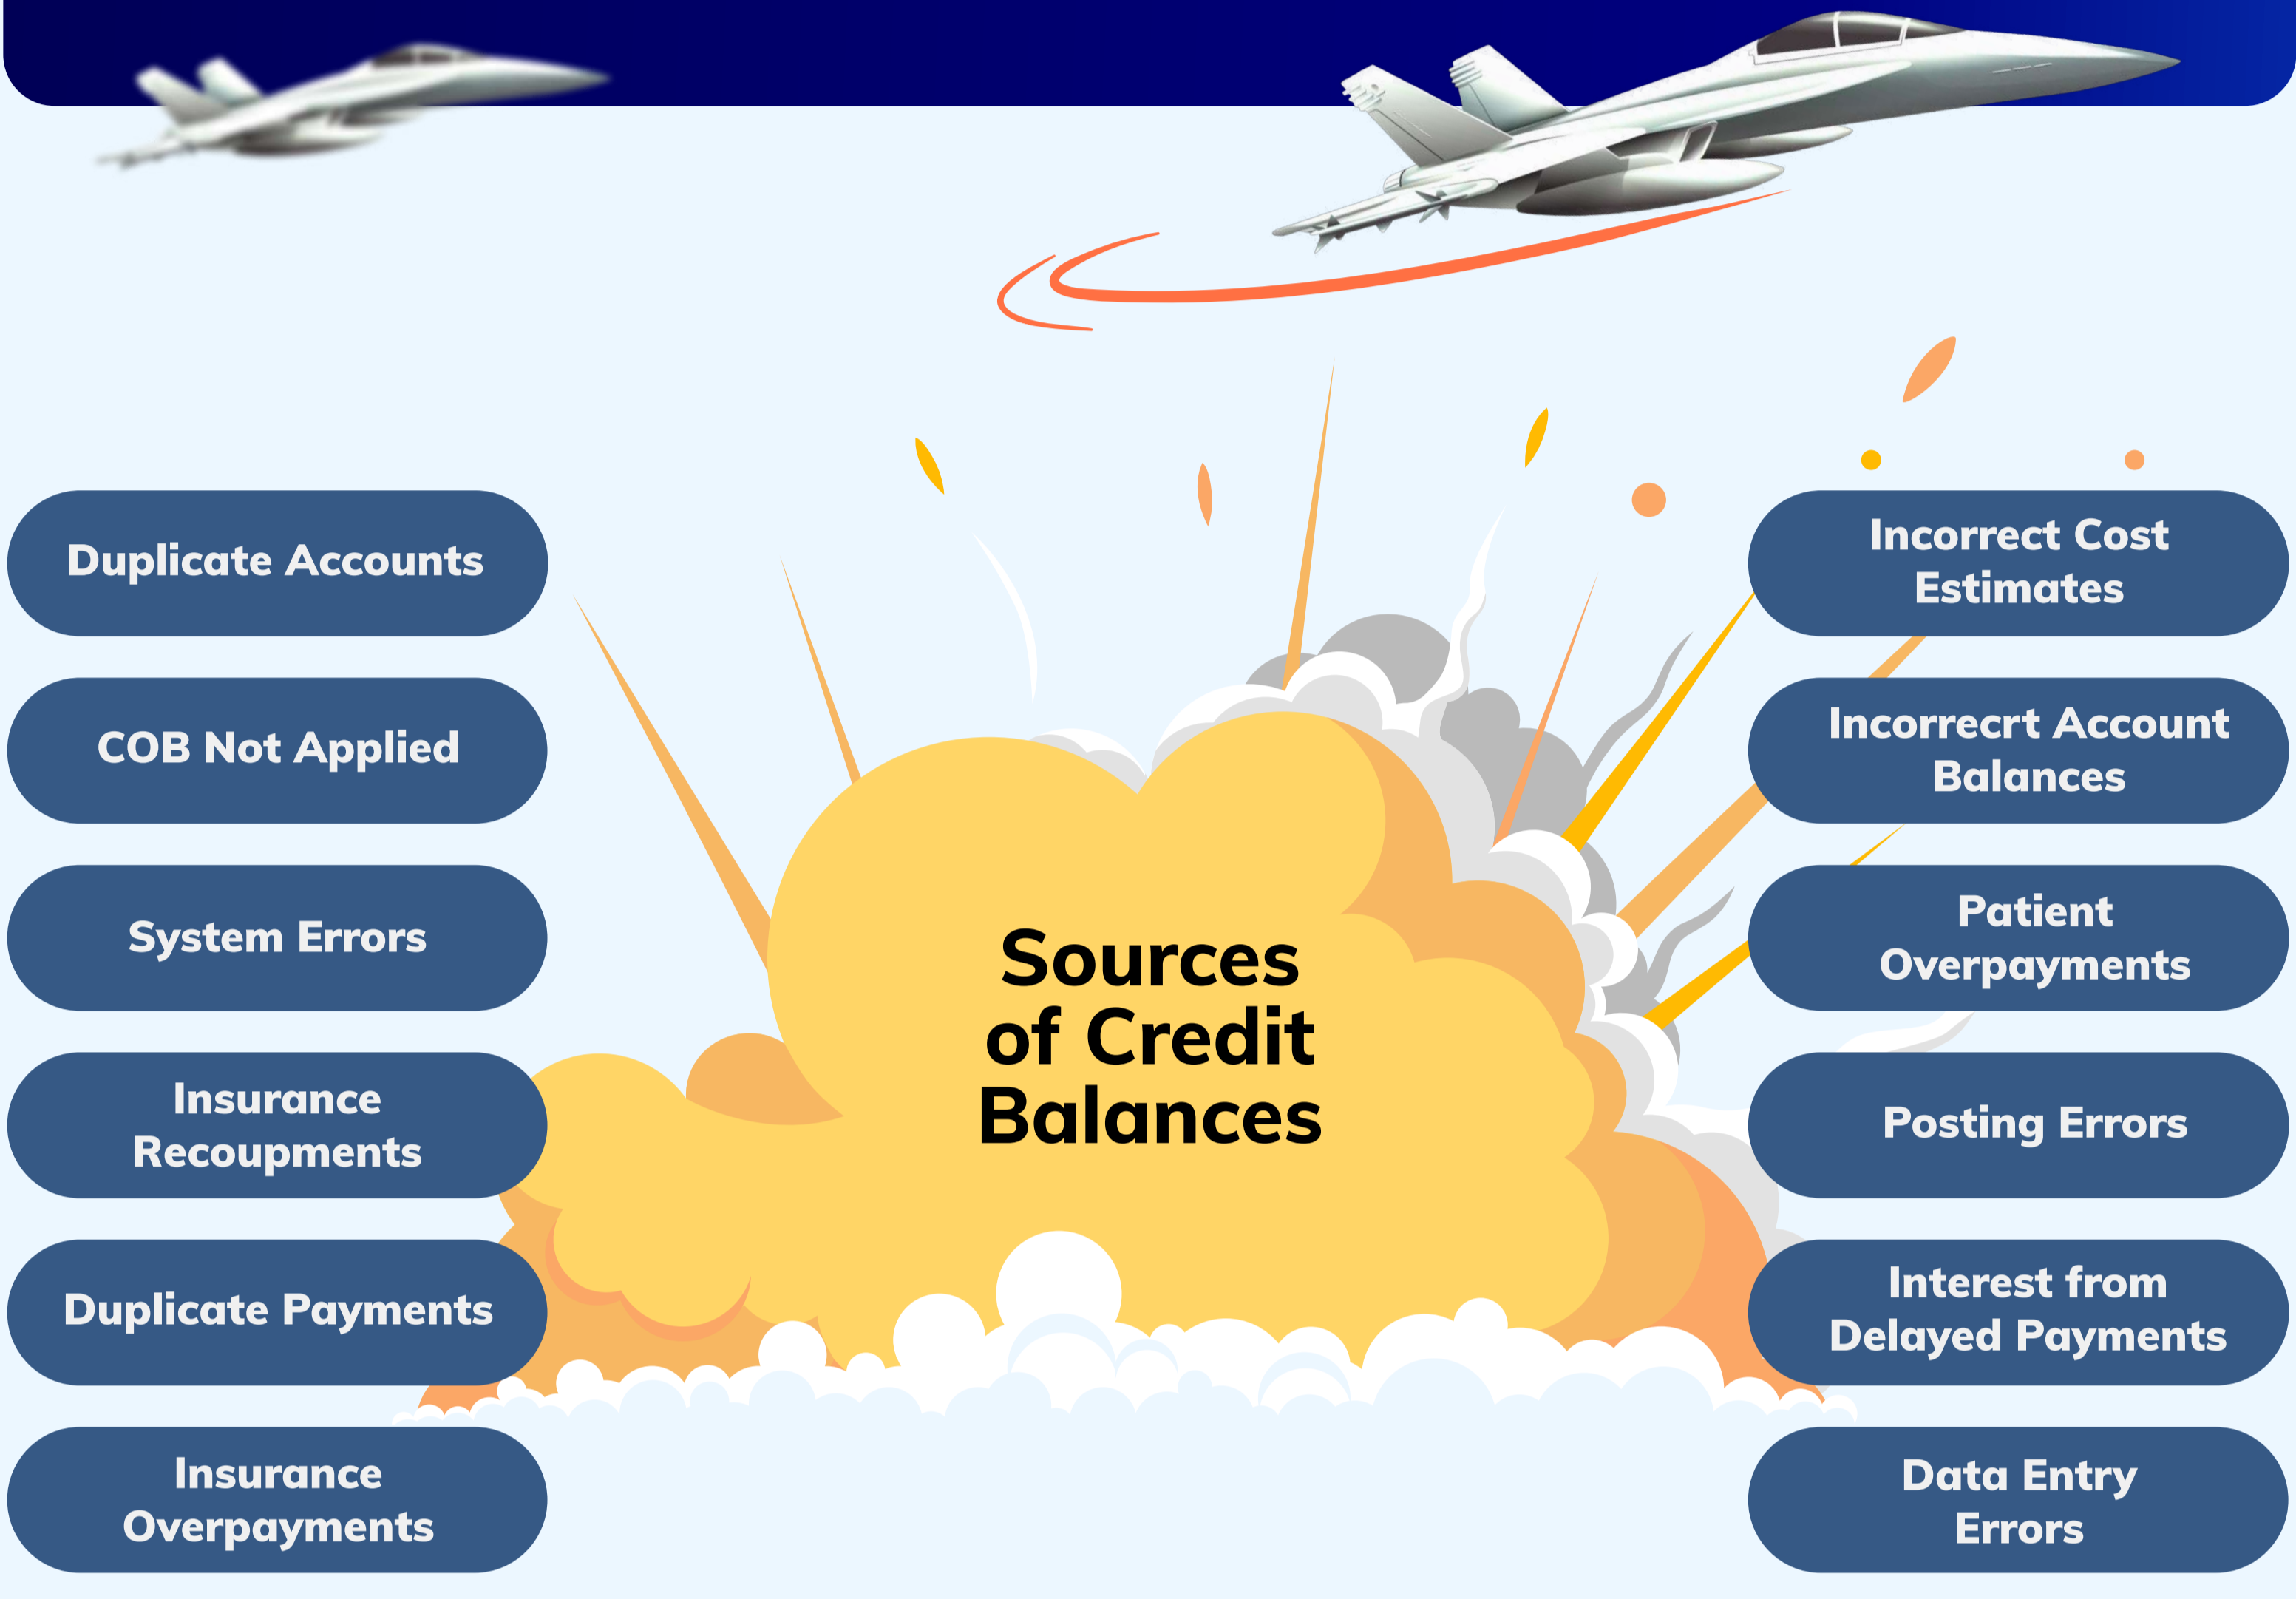 Duplicate Accounts
COB Not Applied
System Errors
Insurance
Recoupments
Duplicate Payments
Insurance
Overpayments
Sources
of Credit
Balances
Incorrect Cost
Estimates
Incorrecrt Account
Balances
Patient
Overpayments
Posting Errors
Interest from
Delayed Payments
Data Entry
Errors